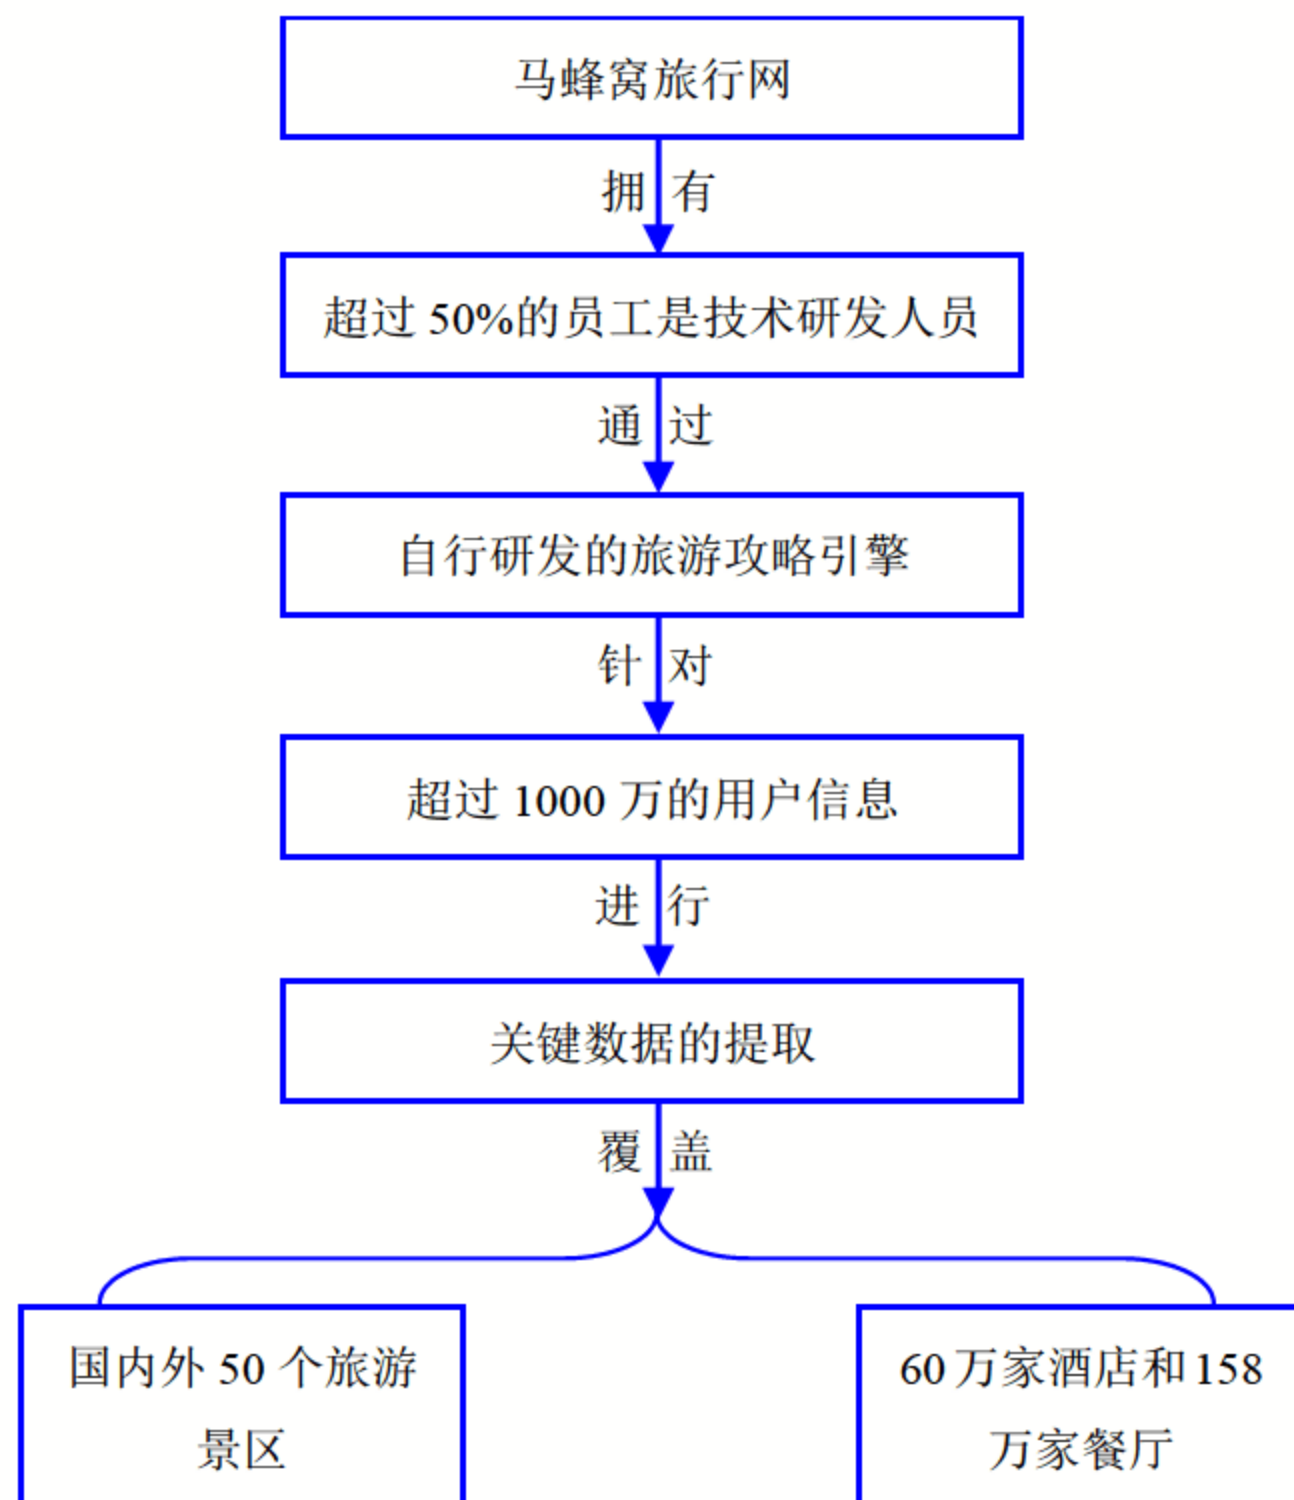 马蜂窝旅行网
拥有
超过 50%的员工是技术研发人员
通过
自行研发的旅游攻略引擎
针对
超过 1000 万的用户信息
进行
关键数据的提取
覆盖
国内外 50 个旅游
景区
60 万家酒店和 158
万家餐厅